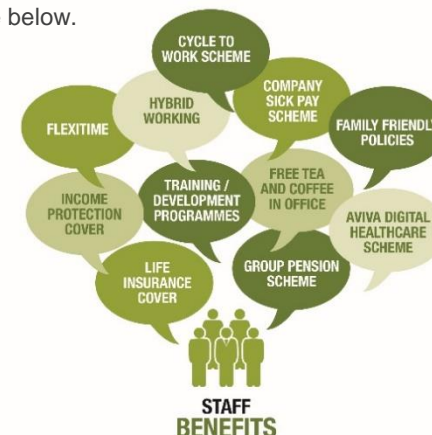 below.
CYCLE TO
WORK SCHEME
HYBRID
WORKING
COMPANY
SICK PAY
SCHEME
FLEXITIME
FAMILY FRIENDLY
POLICIES
INCOME
PROTECTION
COVER
TRAINING /
DEVELOPMENT
PROGRAMMES
FREE TEA
AND COFFEE
IN OFFICE
AVIVA DIGITAL
HEALTHCARE
SCHEME
LIFE
INSURANCE
COVER
GROUP PENSION
SCHEME
STAFF
BENEFITS